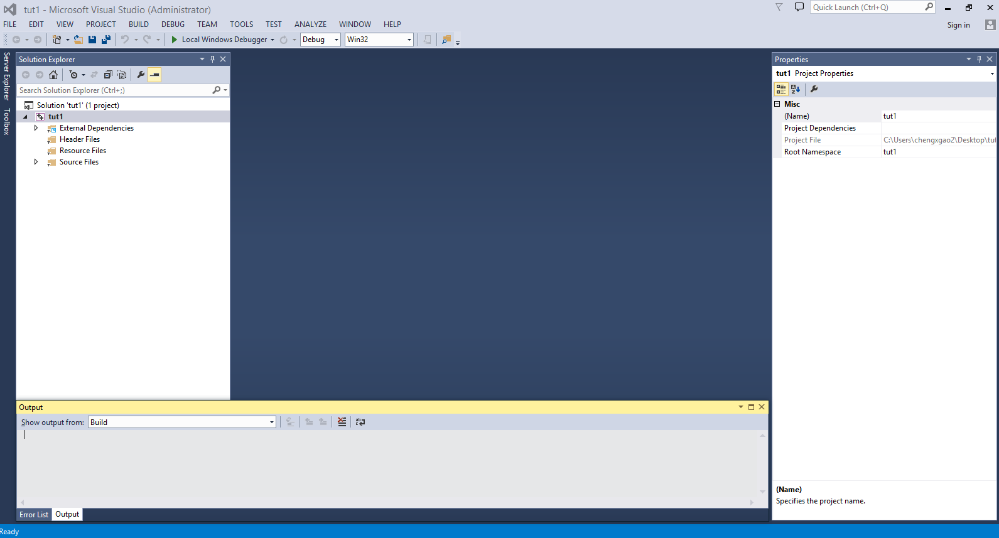 tut1 - Microsoft Visual Studio (Administrator)
Quick Launch (Ctrl+Q)
FILE EDIT VIEW PROJECT BUILD DEBUG TEAM TOOLS TEST ANALYZE WINDOW HELP
Sign in
Local Windows Debugger Debug Win32
Server Explorer
Toolbox
Solution Explorer
Search Solution Explorer (Ctrl+;)
Solution 'tut1' (1 project)
tut1
External Dependencies
Header Files
Resource Files
Source Files
Output
Show output from: Build
Error List Output
Properties
tut1 Project Properties
Misc
(Name) tut1
Project Dependencies
Project File C:\Users\chengxgao2\Desktop\tut
Root Namespace tut1
(Name)
Specifies the project name.
Ready